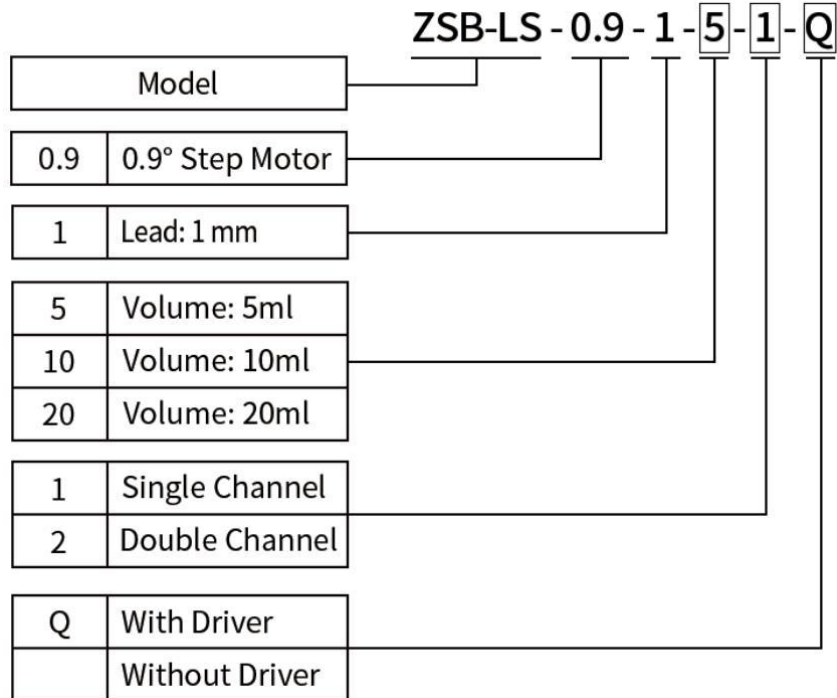 ZSB-LS - 0.9 - 1 - 5 - 1 - Q
Model
0.9 0.9° Step Motor
1 Lead: 1 mm
5 Volume: 5ml
10 Volume: 10ml
20 Volume: 20ml
1 Single Channel
2 Double Channel
Q With Driver
Without Driver